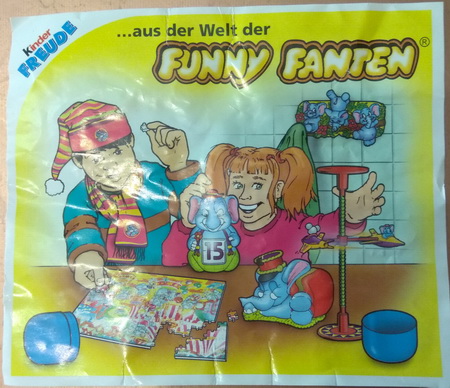 Kinder
FREUDE
...aus der Welt der
FUNNY FANTEN®
15